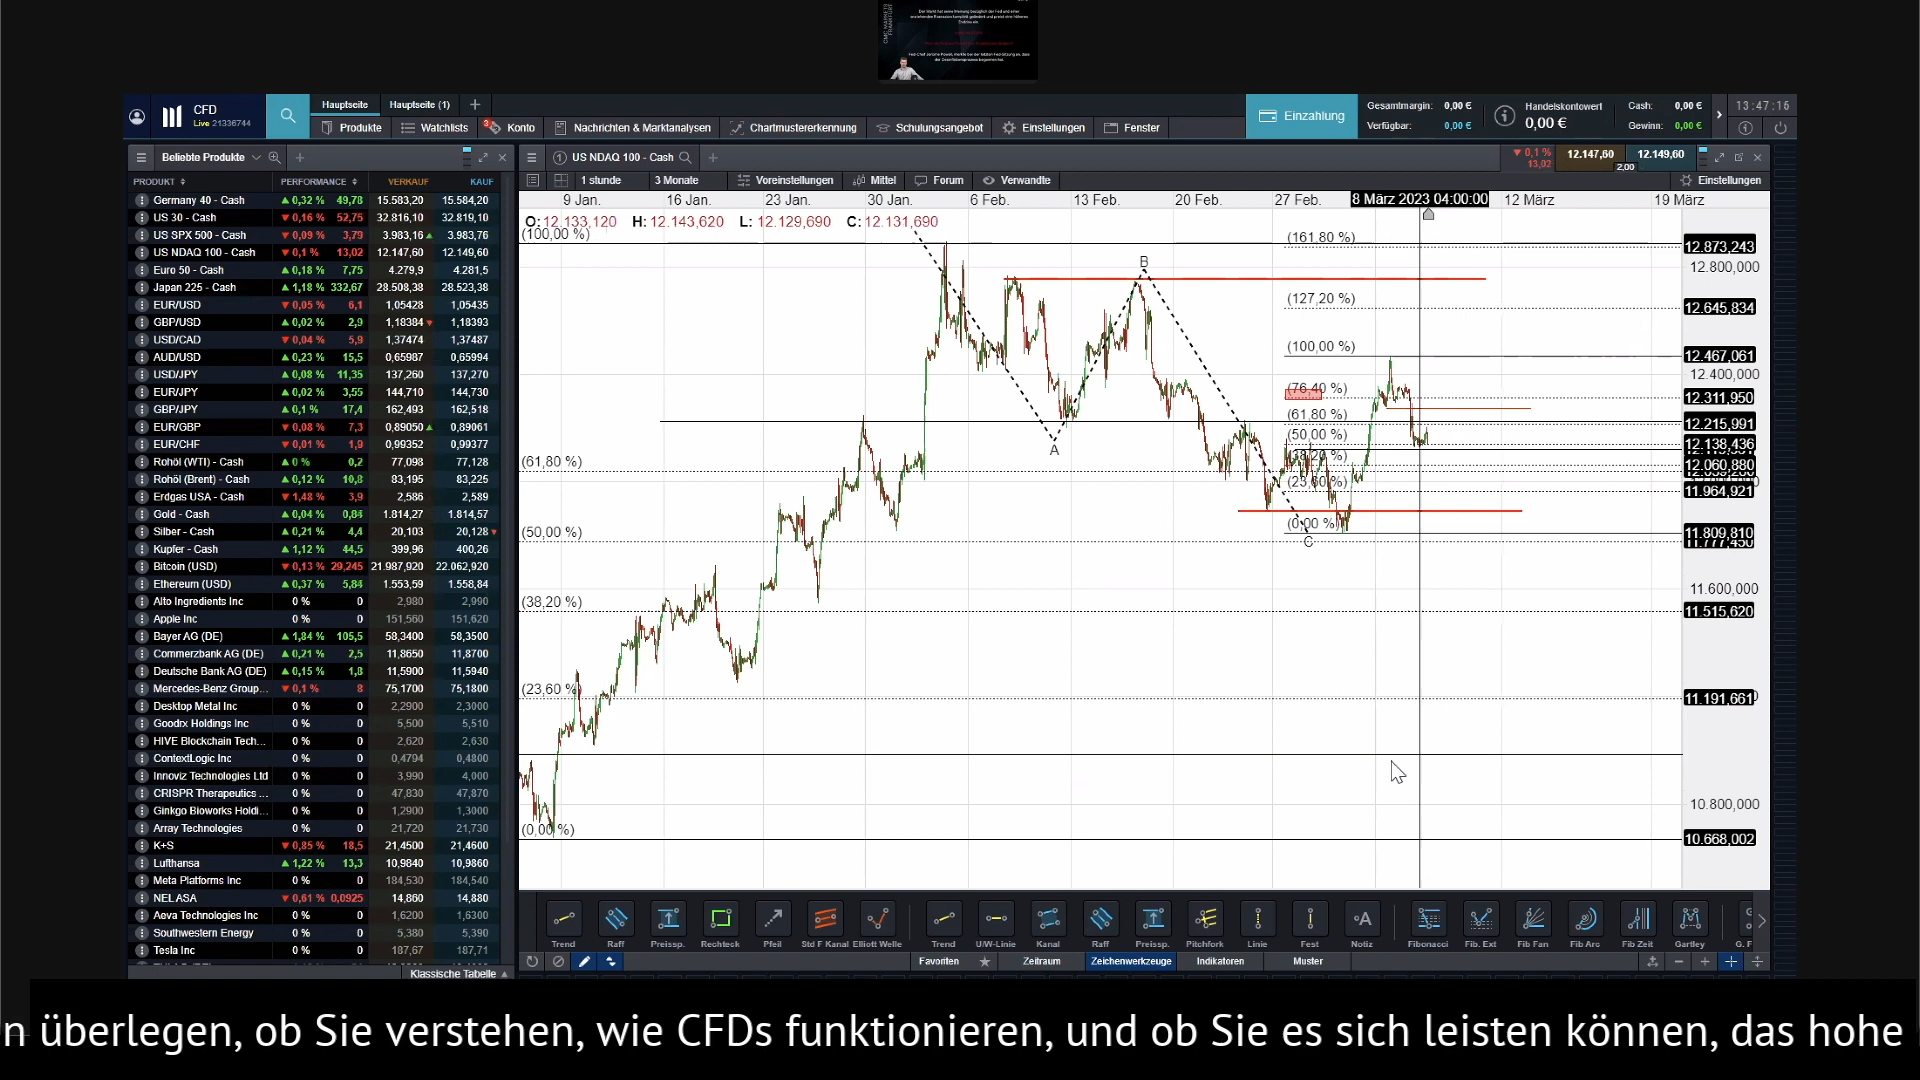 CMC MARKETS
FRANKFURT
CFD
Live 21336744
Hauptseite
Hauptseite (1)
Produkte
Watchlists
3
Konto
Nachrichten & Marktanalysen
Chartmustererkennung
Schulungsangebot
Einstellungen
Fenster
Einzahlung
Gesamtmargin: 0,00 €
Verfügbar: 0,00 €
Handelskontowert
0,00 €
Cash: 0,00 €
Gewinn: 0,00 €
13:47:16
Beliebte Produkte
PRODUKT PERFORMANCE VERKAUF KAUF
Germany 40 - Cash 0,32 % 49,78 15.583,20 15.584,20
US 30 - Cash 0,16 % 52,75 32.816,10 32.819,10
US SPX 500 - Cash 0,09 % 3,79 3.983,16 3.983,76
US NDAQ 100 - Cash 0,1 % 13,02 12.147,60 12.149,60
Euro 50 - Cash 0,18 % 7,75 4.279,9 4.281,5
Japan 225 - Cash 1,18 % 332,67 28.508,38 28.523,38
EUR/USD 0,05 % 6,1 1,05428 1,05435
GBP/USD 0,02 % 2,9 1,18384 1,18393
USD/CAD 0,04 % 5,9 1,37474 1,37487
AUD/USD 0,23 % 15,5 0,65987 0,65994
USD/JPY 0,08 % 11,35 137,260 137,270
EUR/JPY 0,02 % 3,55 144,710 144,730
GBP/JPY 0,1 % 17,4 162,493 162,518
EUR/GBP 0,08 % 7,3 0,89050 0,89061
EUR/CHF 0,01 % 1,9 0,99352 0,99377
Rohöl (WTI) - Cash 0 % 0,2 77,098 77,128
Rohöl (Brent) - Cash 0,12 % 10,8 83,195 83,225
Erdgas USA - Cash 1,48 % 3,9 2,586 2,589
Gold - Cash 0,04 % 0,84 1.814,27 1.814,57
Silber - Cash 0,21 % 4,4 20,103 20,128
Kupfer - Cash 1,12 % 44,5 399,96 400,26
Bitcoin (USD) 0,13 % 29,245 21.987,920 22.062,920
Ethereum (USD) 0,37 % 5,84 1.553,59 1.558,84
Alto Ingredients Inc 0 % 0 2,980 2,990
Apple Inc 0 % 0 151,560 151,620
Bayer AG (DE) 1,84 % 105,5 58,3400 58,3500
Commerzbank AG (DE) 0,21 % 2,5 11,8650 11,8700
Deutsche Bank AG (DE) 0,15 % 1,8 11,5900 11,5940
Mercedes-Benz Group... 0,1 % 8 75,1700 75,1800
Desktop Metal Inc 0 % 0 2,2900 2,3000
Goodrx Holdings Inc 0 % 0 5,500 5,510
HIVE Blockchain Tech... 0 % 0 2,620 2,630
ContextLogic Inc 0 % 0 0,4794 0,4800
Innoviz Technologies Ltd 0 % 0 3,990 4,000
CRISPR Therapeutics ... 0 % 0 47,830 47,870
Ginkgo Bioworks Holdi... 0 % 0 1,2900 1,3000
Array Technologies 0 % 0 21,720 21,730
K+S 0,85 % 18,5 21,4500 21,4600
Lufthansa 1,22 % 13,3 10,9840 10,9860
Meta Platforms Inc 0 % 0 184,530 184,540
NEL ASA 0,61 % 0,0925 14,860 14,880
Aeva Technologies Inc 0 % 0 1,6200 1,6300
Southwestern Energy 0 % 0 5,380 5,390
Tesla Inc 0 % 0 187,67 187,71
Klassische Tabelle
US NDAQ 100 - Cash
0,1 %
13,02
12.147,60
12.149,60
2,00
1 stunde
3 Monate
Voreinstellungen
Mittel
Forum
Verwandte
Einstellungen
9 Jan. 16 Jan. 23 Jan. 30 Jan. 6 Feb. 13 Feb. 20 Feb. 27 Feb. 8 März 2023 04:00:00 12 März 19 März
O:12.133,120 H: 12.143,620 L: 12.129,690 C: 12.131,690
(100,00 %)
(161,80 %)
12.873,243
B
12.800,000
(127,20 %)
12.645,834
(100,00 %)
12.467,061
12.400,000
(76,40 %)
12.311,950
(61,80 %)
12.215,991
(50,00 %)
12.138,436
A
(38,20 %)
(61,80 %)
12.060,880
(23,60 %)
11.964,921
(0,00 %)
(50,00 %)
11.809,810
C
11.777,450
11.600,000
(38,20 %)
11.515,620
(23,60 %)
11.191,661
10.800,000
(0,00 %)
10.668,002
Trend
Raff
Preissp.
Rechteck
Pfeil
Std F Kanal
Elliott Welle
Trend
U/W-Linie
Kanal
Raff
Preissp.
Pitchfork
Linie
Fest
Notiz
Fibonacci
Fib. Ext
Fib Fan
Fib Arc
Fib Zeit
Gartley
G. F
Favoriten
Zeitraum
Zeichenwerkzeuge
Indikatoren
Muster
n überlegen, ob Sie verstehen, wie CFDs funktionieren, und ob Sie es sich leisten können, das hohe